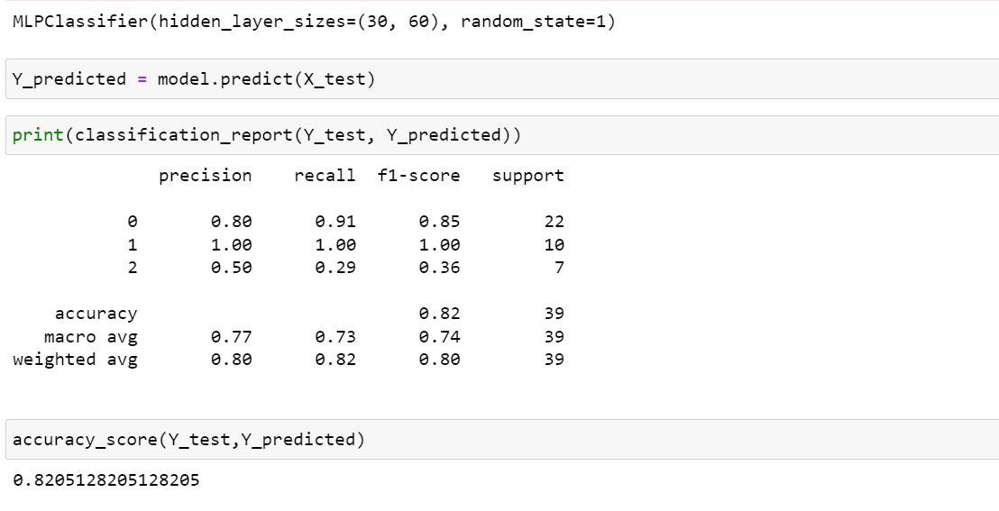 MLPClassifier(hidden_layer_sizes=(30, 60), random_state=1)
Y_predicted = model.predict(X_test)
print(classification_report(Y_test, Y_predicted))
precision recall f1-score support
0 0.80 0.91 0.85 22
1 1.00 1.00 1.00 10
2 0.50 0.29 0.36 7
accuracy 0.82 39
macro avg 0.77 0.73 0.74 39
weighted avg 0.80 0.82 0.80 39
accuracy_score(Y_test,Y_predicted)
0.8205128205128205